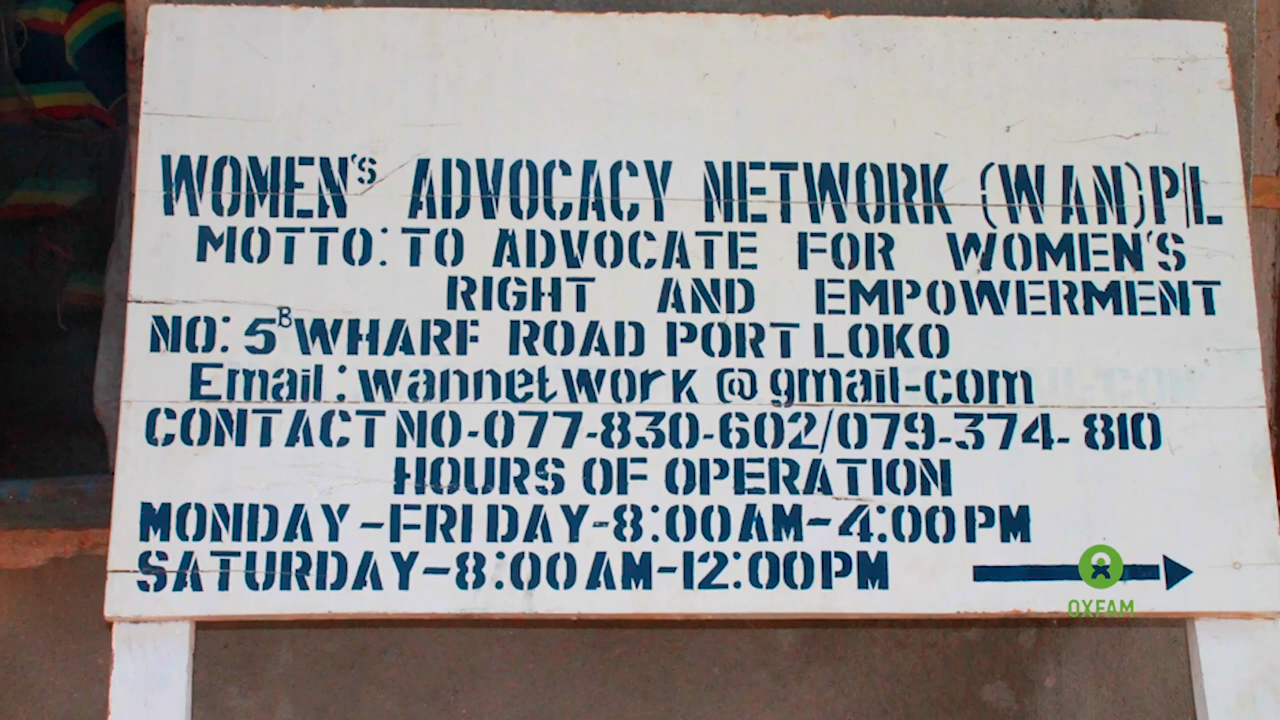 WOMEN'S ADVOCACY NETWORK (WAN)P/L
MOTTO: TO ADVOCATE FOR WOMEN'S
RIGHT AND EMPOWERMENT
NO: 5B WHARF ROAD PORT LOKO
Email: wannetwork @ gmail-com
CONTACT NO-077-830-602/079-374-810
HOURS OF OPERATION
MONDAY-FRIDAY-8:00AM-4:00PM
SATURDAY-8:00AM-12:00PM
OXFAM